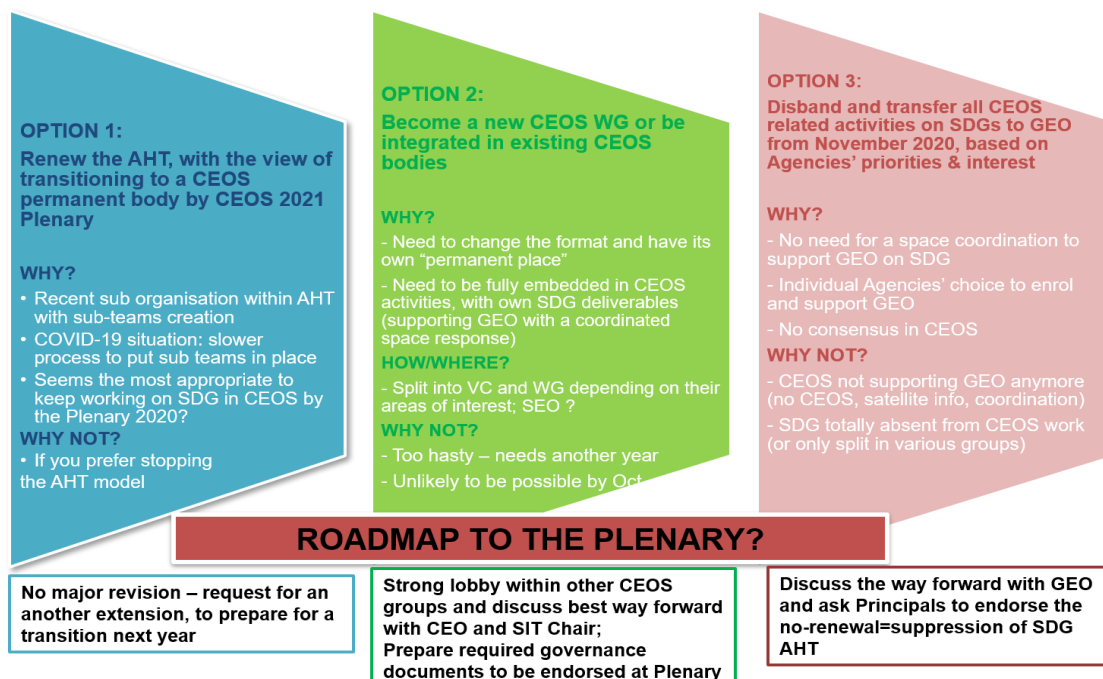 OPTION 1:
Renew the AHT, with the view of
transitioning to a CEOS
permanent body by CEOS 2021
Plenary
WHY?
• Recent sub organisation within AHT
with sub-teams creation
• COVID-19 situation: slower
process to put sub teams in place
• Seems the most appropriate to
keep working on SDG in CEOS by
the Plenary 2020?
WHY NOT?
• If you prefer stopping
the AHT model
OPTION 2:
Become a new CEOS WG or be
integrated in existing CEOS
bodies
WHY?
- Need to change the format and have its
own “permanent place”
- Need to be fully embedded in CEOS
activities, with own SDG deliverables
(supporting GEO with a coordinated
space response)
HOW/WHERE?
- Split into VC and WG depending on their
areas of interest; SEO ?
WHY NOT?
- Too hasty – needs another year
- Unlikely to be possible by Oct
OPTION 3:
Disband and transfer all CEOS
related activities on SDGs to GEO
from November 2020, based on
Agencies’ priorities & interest
WHY?
- No need for a space coordination to
support GEO on SDG
- Individual Agencies’ choice to enrol
and support GEO
- No consensus in CEOS
WHY NOT?
- CEOS not supporting GEO anymore
(no CEOS, satellite info, coordination)
- SDG totally absent from CEOS work
(or only split in various groups)
ROADMAP TO THE PLENARY?
No major revision – request for an
another extension, to prepare for a
transition next year
Strong lobby within other CEOS
groups and discuss best way forward
with CEO and SIT Chair;
Prepare required governance
documents to be endorsed at Plenary
Discuss the way forward with GEO
and ask Principals to endorse the
no-renewal=suppression of SDG
AHT